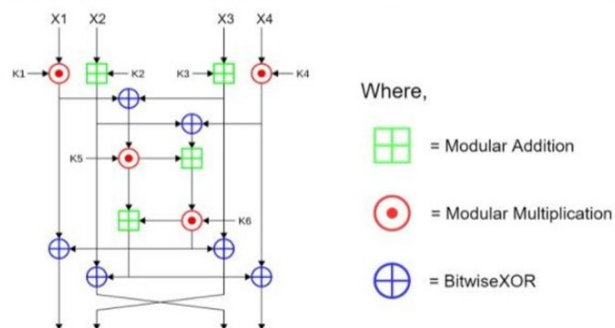 X1 X2 X3 X4
K1 K2 K3 K4
Where,
= Modular Addition
K5
= Modular Multiplication
K6
= BitwiseXOR